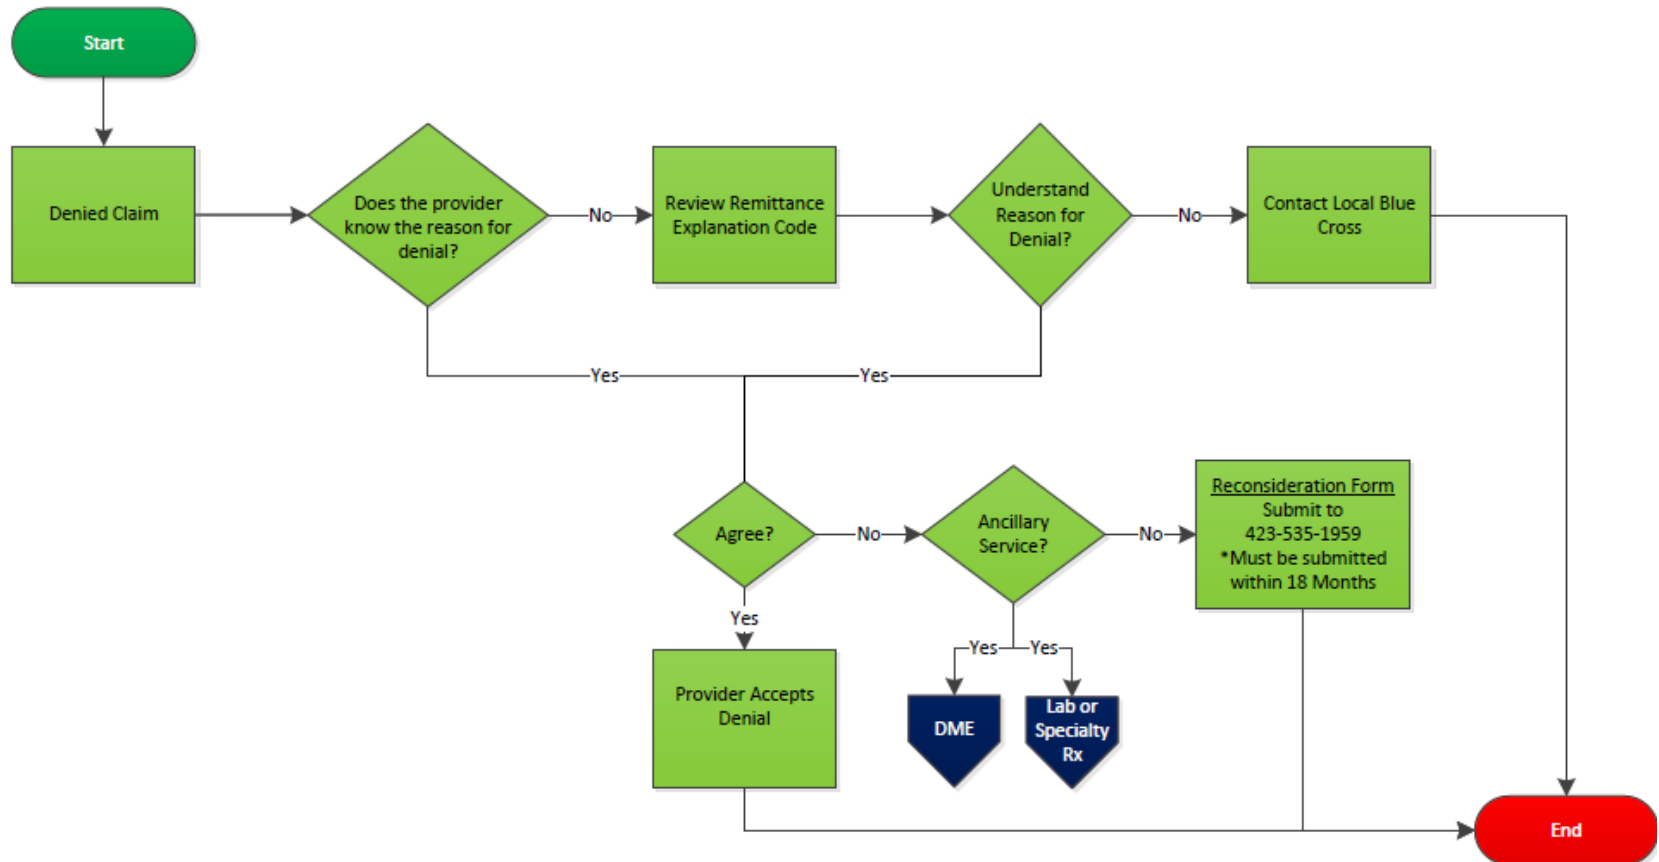 Start
Denied Claim
Does the provider
know the reason for
denial?
No
Review Remittance
Explanation Code
Understand
Reason for
Denial?
No
Contact Local Blue
Cross
Yes
Yes
Agree?
No
Ancillary
Service?
No
Reconsideration Form
Submit to
423-535-1959
*Must be submitted
within 18 Months
Yes
Yes
Yes
Provider Accepts
Denial
DME
Lab or
Specialty
Rx
End